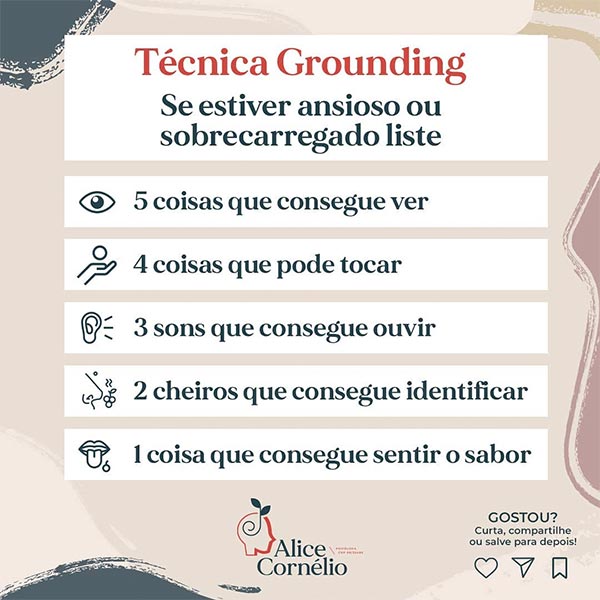 Técnica Grounding
Se estiver ansioso ou
sobrecarregado liste
5 coisas que consegue ver
4 coisas que pode tocar
3 sons que consegue ouvir
2 cheiros que consegue identificar
1 coisa que consegue sentir o sabor
Alice
Cornélio
GOSTOU?
Curta, compartilhe
ou salve para depois!